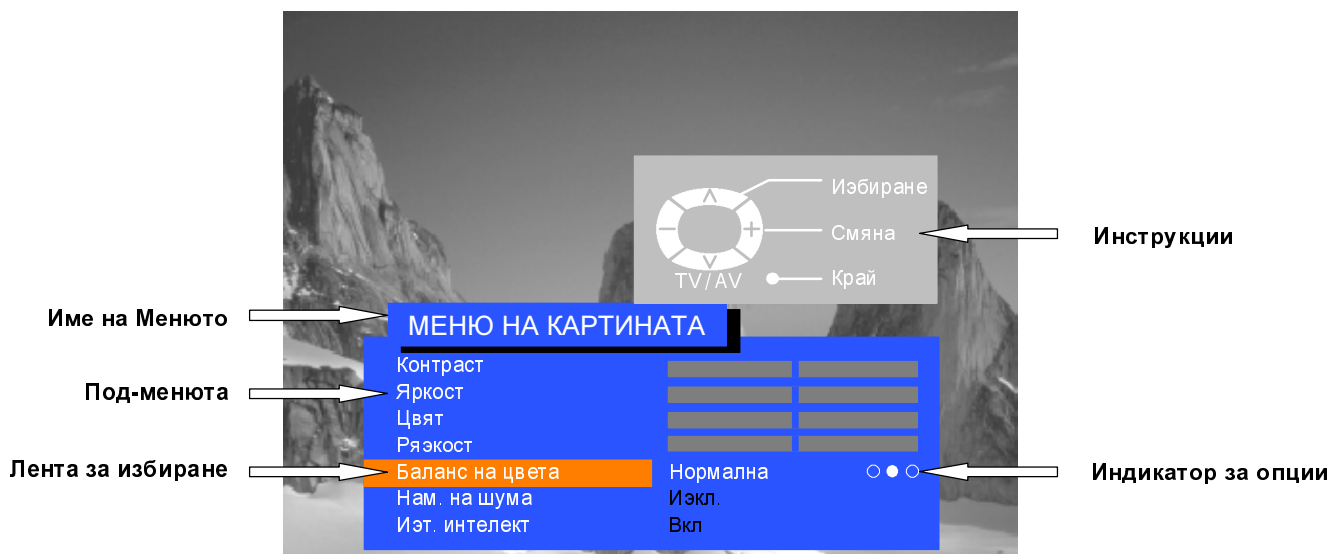 Иэбиране
Смяна
Инструкции
TV/AV
Край
Име на Менюто
МЕНЮ НА КАРТИНАТА
Контраст
Под-менюта
Яркост
Цвят
Ряэкост
Лента за избиране
Баланс на цвета Нормална
Индикатор за опции
Нам. на шума Иэкл.
Иэт. интелект Вкл